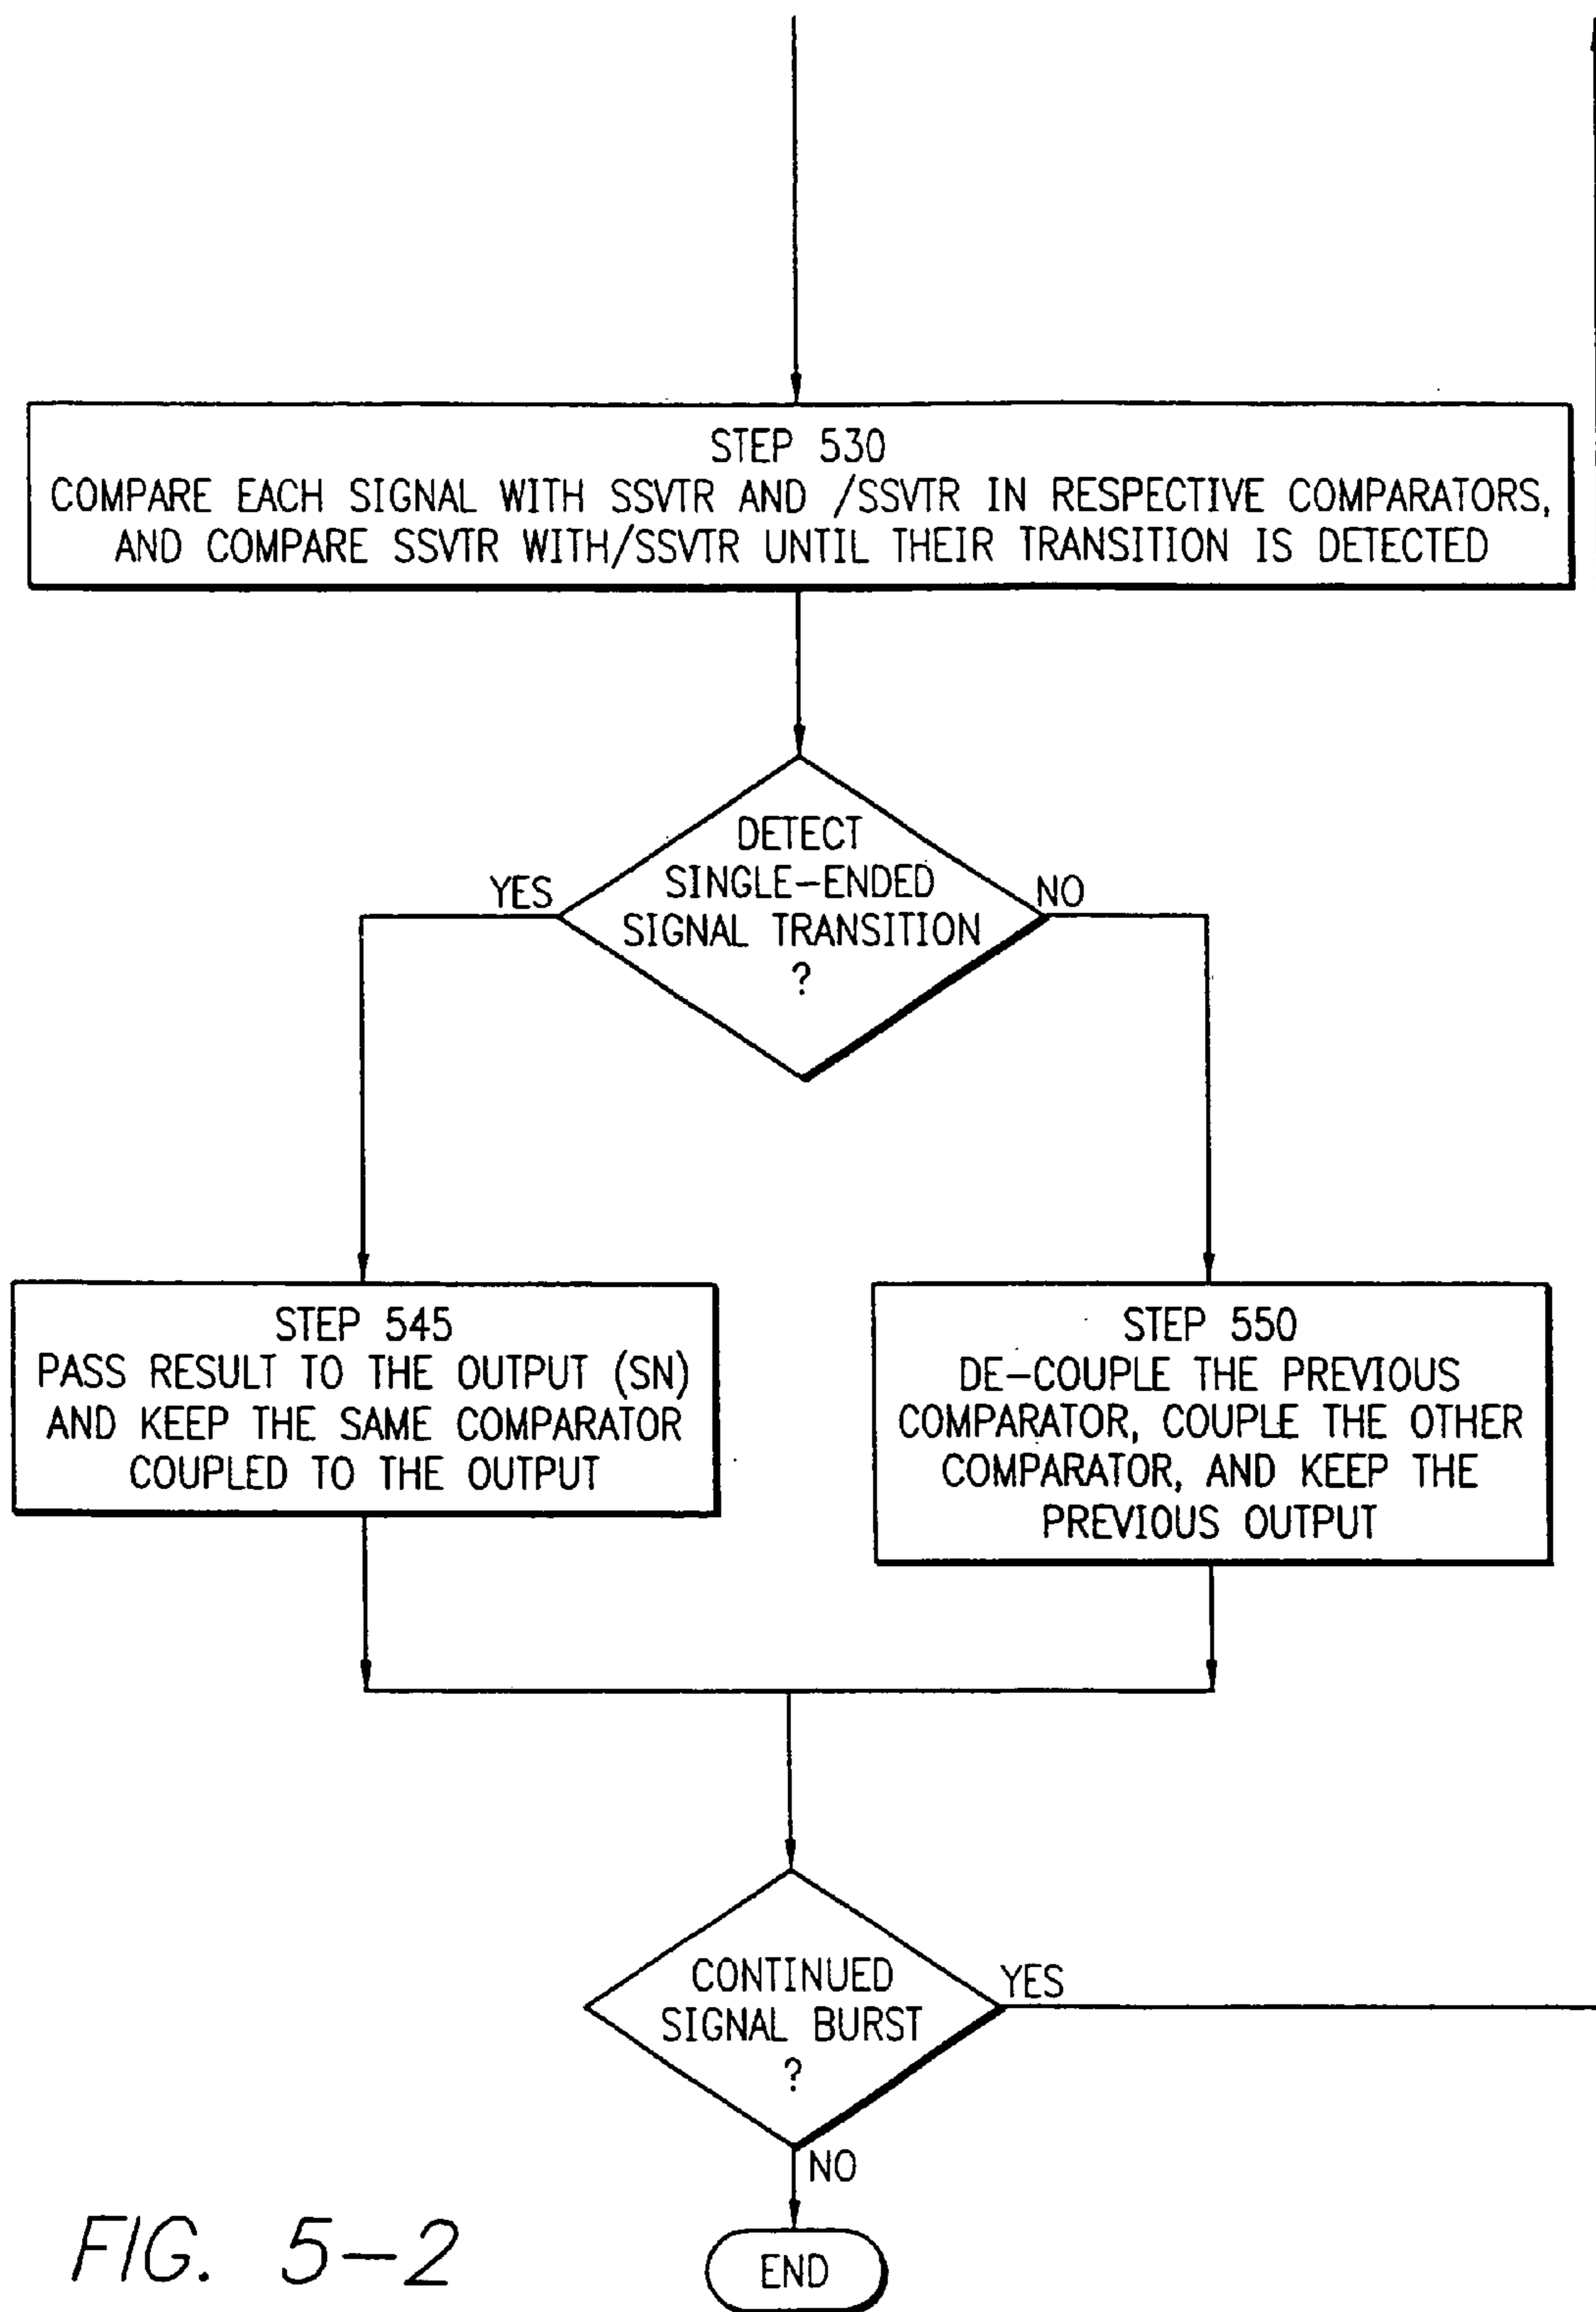 STEP 530
COMPARE EACH SIGNAL WITH SSVTR AND /SSVTR IN RESPECTIVE COMPARATORS,
AND COMPARE SSVTR WITH/SSVTR UNTIL THEIR TRANSITION IS DETECTED
DETECT
SINGLE-ENDED
SIGNAL TRANSITION
?
YES
NO
STEP 545
PASS RESULT TO THE OUTPUT (SN)
AND KEEP THE SAME COMPARATOR
COUPLED TO THE OUTPUT
STEP 550
DE-COUPLE THE PREVIOUS
COMPARATOR, COUPLE THE OTHER
COMPARATOR, AND KEEP THE
PREVIOUS OUTPUT
CONTINUED
SIGNAL BURST
?
YES
NO
END
FIG. 5-2